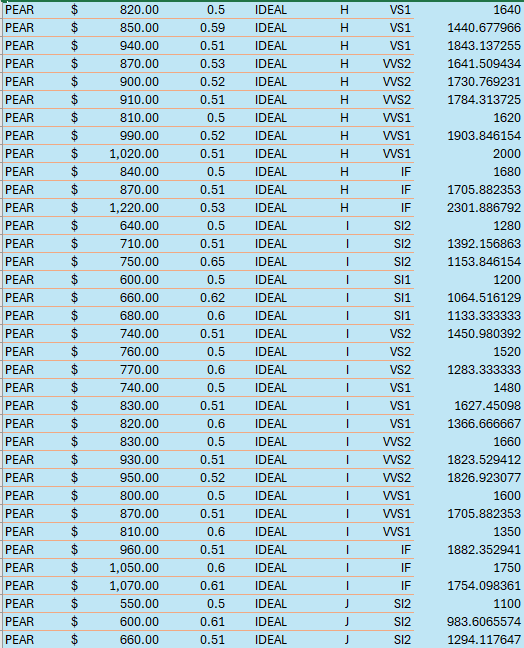 PEAR $ 820.00 0.5 IDEAL H VS1 1640
PEAR $ 850.00 0.59 IDEAL H VS1 1440.677966
PEAR $ 940.00 0.51 IDEAL H VS1 1843.137255
PEAR $ 870.00 0.53 IDEAL H VVS2 1641.509434
PEAR $ 900.00 0.52 IDEAL H VVS2 1730.769231
PEAR $ 910.00 0.51 IDEAL H VVS2 1784.313725
PEAR $ 810.00 0.5 IDEAL H VVS1 1620
PEAR $ 990.00 0.52 IDEAL H VVS1 1903.846154
PEAR $ 1,020.00 0.51 IDEAL H VVS1 2000
PEAR $ 840.00 0.5 IDEAL H IF 1680
PEAR $ 870.00 0.51 IDEAL H IF 1705.882353
PEAR $ 1,220.00 0.53 IDEAL H IF 2301.886792
PEAR $ 640.00 0.5 IDEAL I SI2 1280
PEAR $ 710.00 0.51 IDEAL I SI2 1392.156863
PEAR $ 750.00 0.65 IDEAL I SI2 1153.846154
PEAR $ 600.00 0.5 IDEAL I SI1 1200
PEAR $ 660.00 0.62 IDEAL I SI1 1064.516129
PEAR $ 680.00 0.6 IDEAL I SI1 1133.333333
PEAR $ 740.00 0.51 IDEAL I VS2 1450.980392
PEAR $ 760.00 0.5 IDEAL I VS2 1520
PEAR $ 770.00 0.6 IDEAL I VS2 1283.333333
PEAR $ 740.00 0.5 IDEAL I VS1 1480
PEAR $ 830.00 0.51 IDEAL I VS1 1627.45098
PEAR $ 820.00 0.6 IDEAL I VS1 1366.666667
PEAR $ 830.00 0.5 IDEAL I VVS2 1660
PEAR $ 930.00 0.51 IDEAL I VVS2 1823.529412
PEAR $ 950.00 0.52 IDEAL I VVS2 1826.923077
PEAR $ 800.00 0.5 IDEAL I VVS1 1600
PEAR $ 870.00 0.51 IDEAL I VVS1 1705.882353
PEAR $ 810.00 0.6 IDEAL I VVS1 1350
PEAR $ 960.00 0.51 IDEAL I IF 1882.352941
PEAR $ 1,050.00 0.6 IDEAL I IF 1750
PEAR $ 1,070.00 0.61 IDEAL I IF 1754.098361
PEAR $ 550.00 0.5 IDEAL J SI2 1100
PEAR $ 600.00 0.61 IDEAL J SI2 983.6065574
PEAR $ 660.00 0.51 IDEAL J SI2 1294.117647